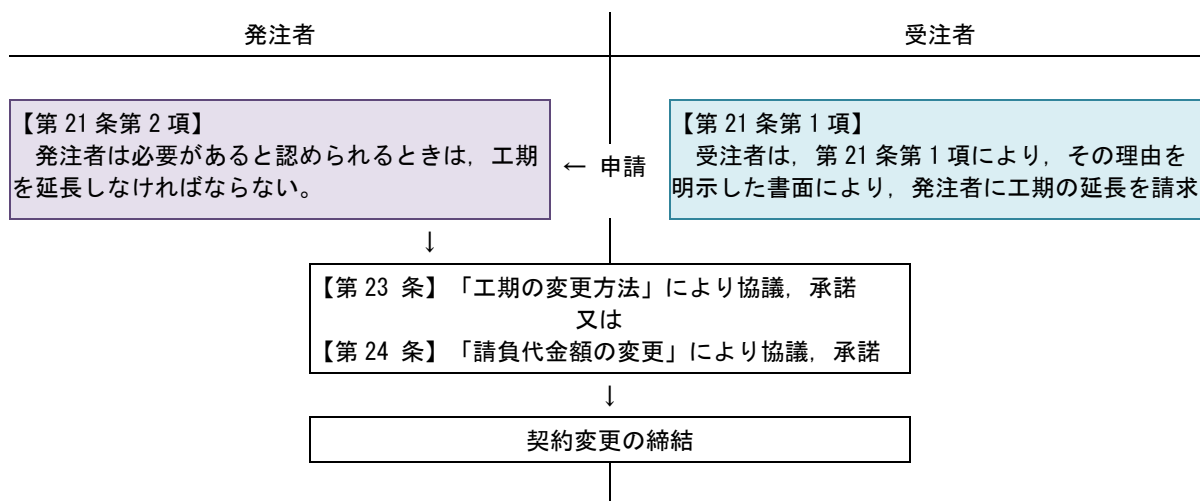 発注者
受注者
【第 21 条第 2 項】
発注者は必要があると認められるときは，工期
を延長しなければならない。
← 申請
【第 21 条第 1 項】
受注者は，第 21 条第 1 項により，その理由を
明示した書面により，発注者に工期の延長を請求
↓
【第 23 条】「工期の変更方法」により協議，承諾
又は
【第 24 条】「請負代金額の変更」により協議，承諾
↓
契約変更の締結